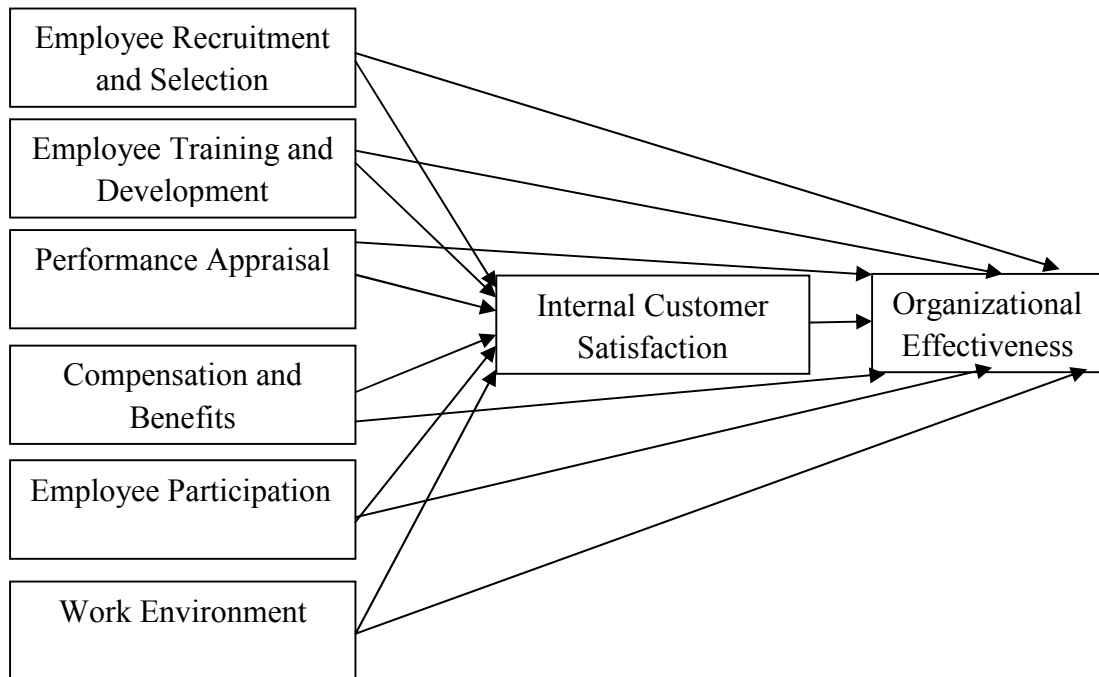 Employee Recruitment
and Selection
Employee Training and
Development
Performance Appraisal
Internal Customer
Satisfaction
Organizational
Effectiveness
Compensation and
Benefits
Employee Participation
Work Environment